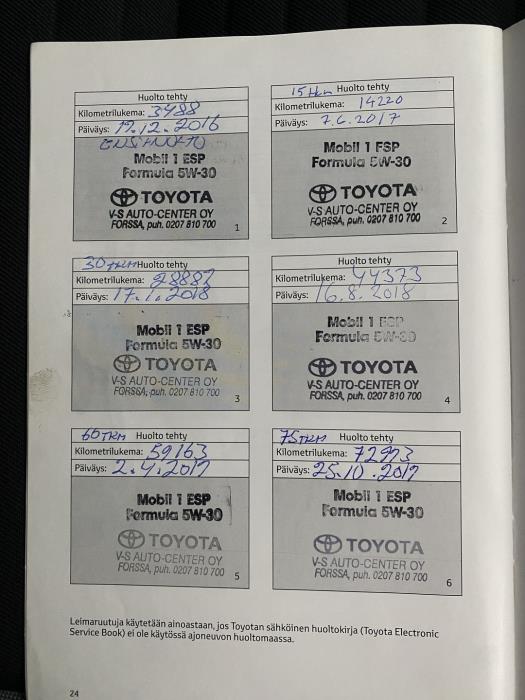 Huolto tehty
Kilometrilukema: 3488
Päiväys: 19.12.2016
ENSIHUOLTO
Mobil 1 ESP
Formula 5W-30
TOYOTA
V-S AUTO-CENTER OY
FORSSA, puh. 0207 810 700
1
15tkm Huolto tehty
Kilometrilukema: 14220
Päiväys: 7.6.2017
Mobil 1 ESP
Formula 5W-30
TOYOTA
V-S AUTO-CENTER OY
FORSSA, puh. 0207 810 700
2
30TKM Huolto tehty
Kilometrilukema: 28887
Päiväys: 17.1.2018
Mobil 1 ESP
Formula 5W-30
TOYOTA
V-S AUTO-CENTER OY
FORSSA, puh. 0207 810 700
3
Huolto tehty
Kilometrilukema: 44373
Päiväys: 16.8.2018
Mobil 1 ESP
Formula 5W-30
TOYOTA
V-S AUTO-CENTER OY
FORSSA, puh. 0207 810 700
4
60TKM Huolto tehty
Kilometrilukema: 59163
Päiväys: 2.4.2019
Mobil 1 ESP
Formula 5W-30
TOYOTA
V-S AUTO-CENTER OY
FORSSA, puh. 0207 810 700
5
75TKM Huolto tehty
Kilometrilukema: 72973
Päiväys: 25.10.2019
Mobil 1 ESP
Formula 5W-30
TOYOTA
V-S AUTO-CENTER OY
FORSSA, puh. 0207 810 700
6
Leimaruutuja käytetään ainoastaan, jos Toyotan sähköinen huoltokirja (Toyota Electronic
Service Book) ei ole käytössä ajoneuvon huoltomaassa.
24